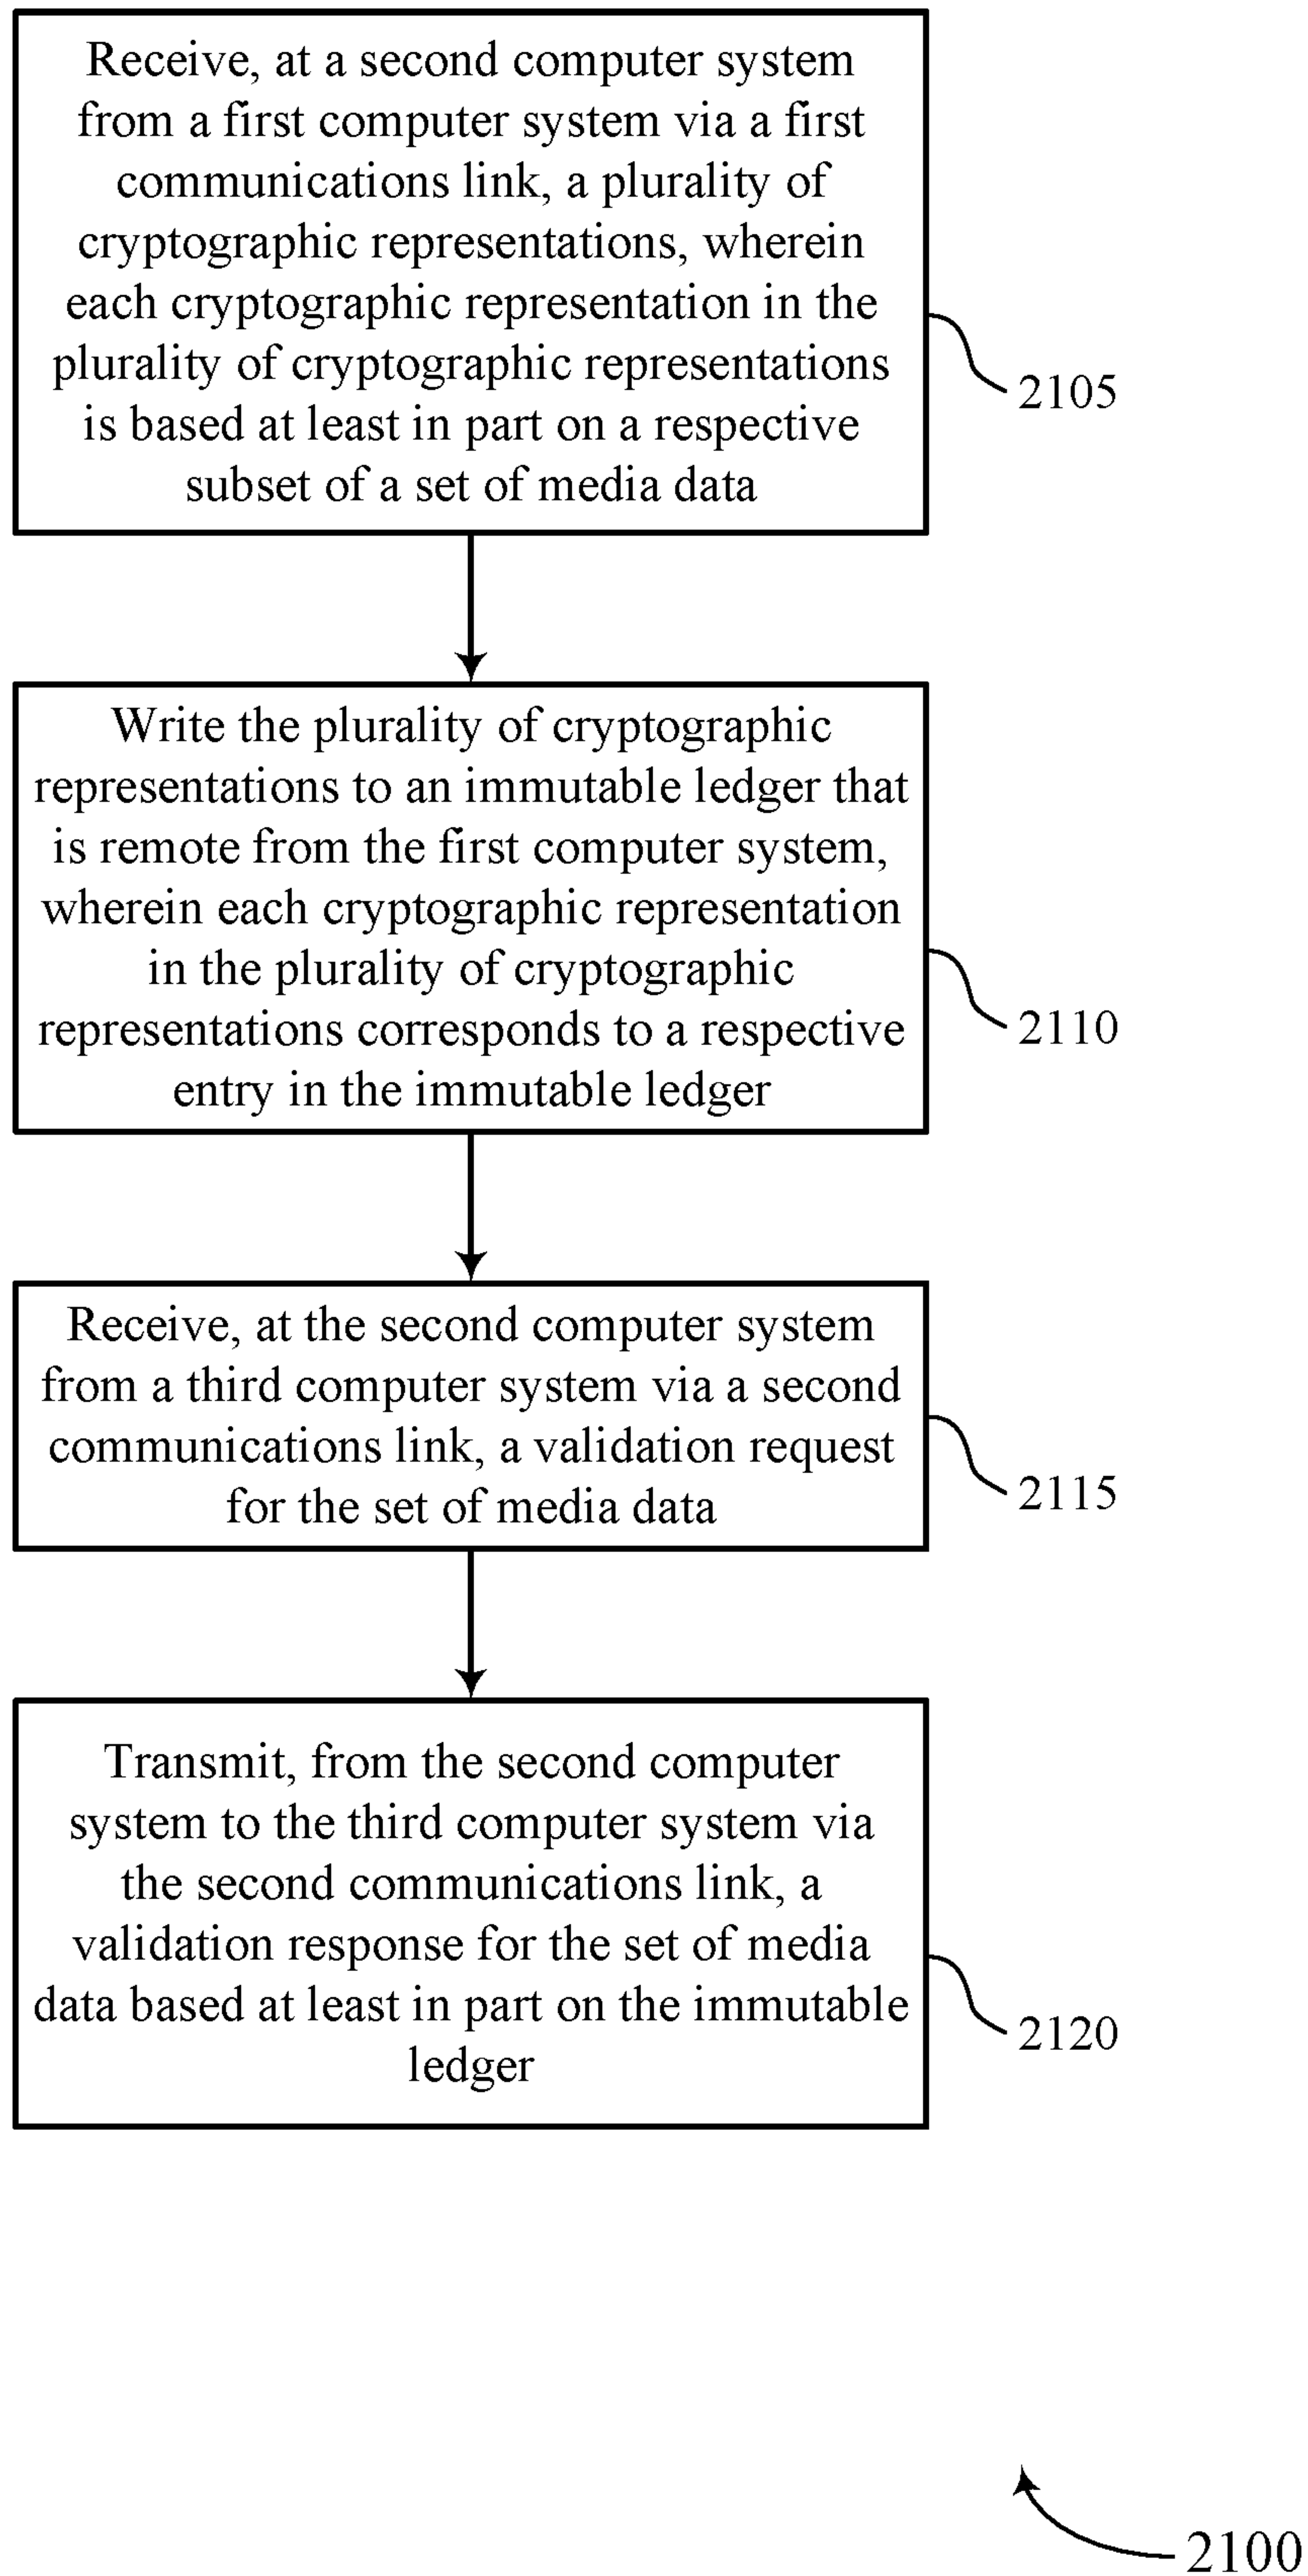 Receive, at a second computer system
from a first computer system via a first
communications link, a plurality of
cryptographic representations, wherein
each cryptographic representation in the
plurality of cryptographic representations
is based at least in part on a respective
subset of a set of media data
2105
Write the plurality of cryptographic
representations to an immutable ledger that
is remote from the first computer system,
wherein each cryptographic representation
in the plurality of cryptographic
representations corresponds to a respective
entry in the immutable ledger
2110
Receive, at the second computer system
from a third computer system via a second
communications link, a validation request
for the set of media data
2115
Transmit, from the second computer
system to the third computer system via
the second communications link, a
validation response for the set of media
data based at least in part on the immutable
ledger
2120
2100